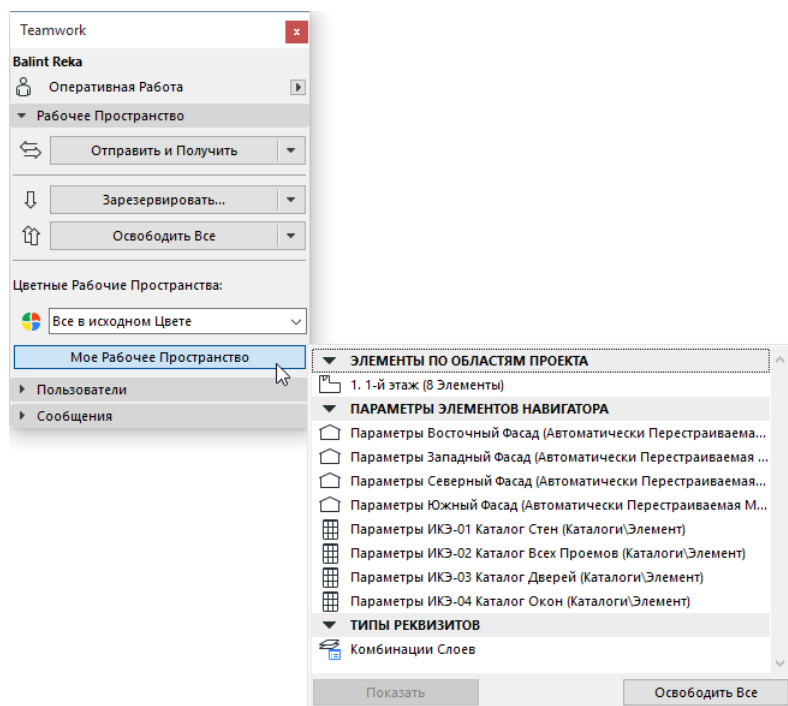 Teamwork
x
Balint Reka
Оперативная Работа
Рабочее Пространство
Отправить и Получить
Зарезервировать...
Освободить Все
Цветные Рабочие Пространства:
Все в исходном Цвете
Мое Рабочее Пространство
Пользователи
Сообщения
ЭЛЕМЕНТЫ ПО ОБЛАСТЯМ ПРОЕКТА
1. 1-й этаж (8 Элементы)
ПАРАМЕТРЫ ЭЛЕМЕНТОВ НАВИГАТОРА
Параметры Восточный Фасад (Автоматически Перестраиваема...
Параметры Западный Фасад (Автоматически Перестраиваемая ...
Параметры Северный Фасад (Автоматически Перестраиваемая...
Параметры Южный Фасад (Автоматически Перестраиваемая М...
Параметры ИКЭ-01 Каталог Стен (Каталоги\Элемент)
Параметры ИКЭ-02 Каталог Всех Проемов (Каталоги\Элемент)
Параметры ИКЭ-03 Каталог Дверей (Каталоги\Элемент)
Параметры ИКЭ-04 Каталог Окон (Каталоги\Элемент)
ТИПЫ РЕКВИЗИТОВ
Комбинации Слоев
Показать
Освободить Все